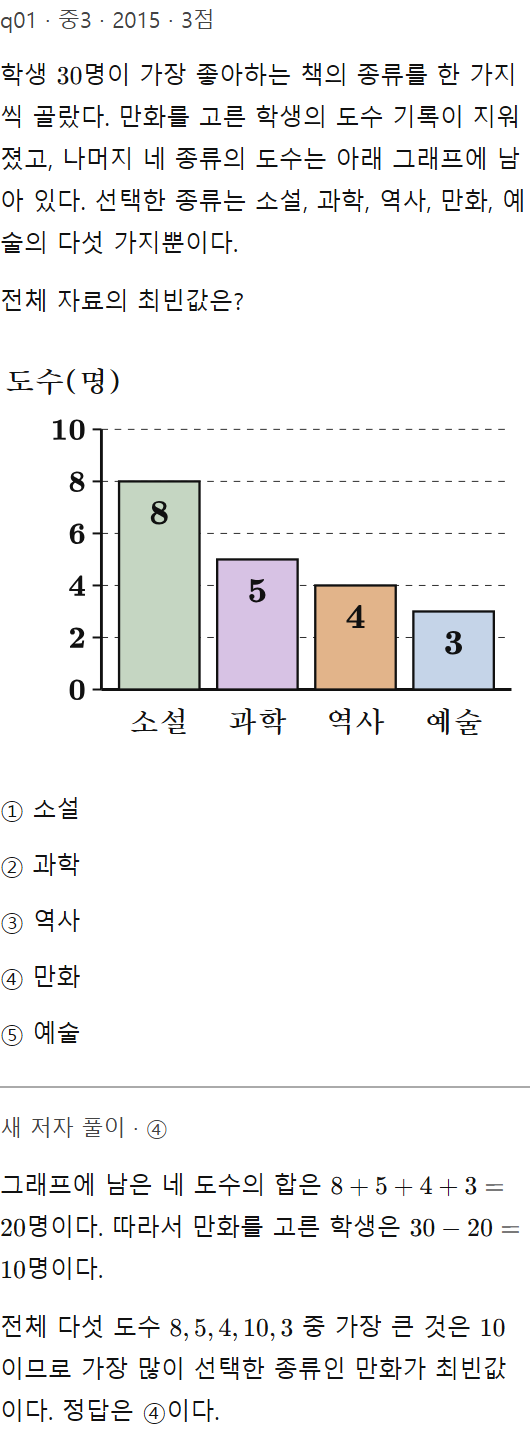 q01 · 중3 · 2015 · 3점
학생 30명이 가장 좋아하는 책의 종류를 한 가지
씩 골랐다. 만화를 고른 학생의 도수 기록이 지워
졌고, 나머지 네 종류의 도수는 아래 그래프에 남
아 있다. 선택한 종류는 소설, 과학, 역사, 만화, 예
술의 다섯 가지뿐이다.
전체 자료의 최빈값은?
도수(명)
10
8
6
4
2
0
8
5
4
3
소설 과학 역사 예술
① 소설
② 과학
③ 역사
④ 만화
⑤ 예술
새 저자 풀이 · ④
그래프에 남은 네 도수의 합은 8 + 5 + 4 + 3 =
20명이다. 따라서 만화를 고른 학생은 30 − 20 =
10명이다.
전체 다섯 도수 8, 5, 4, 10, 3 중 가장 큰 것은 10
이므로 가장 많이 선택한 종류인 만화가 최빈값
이다. 정답은 ④이다.